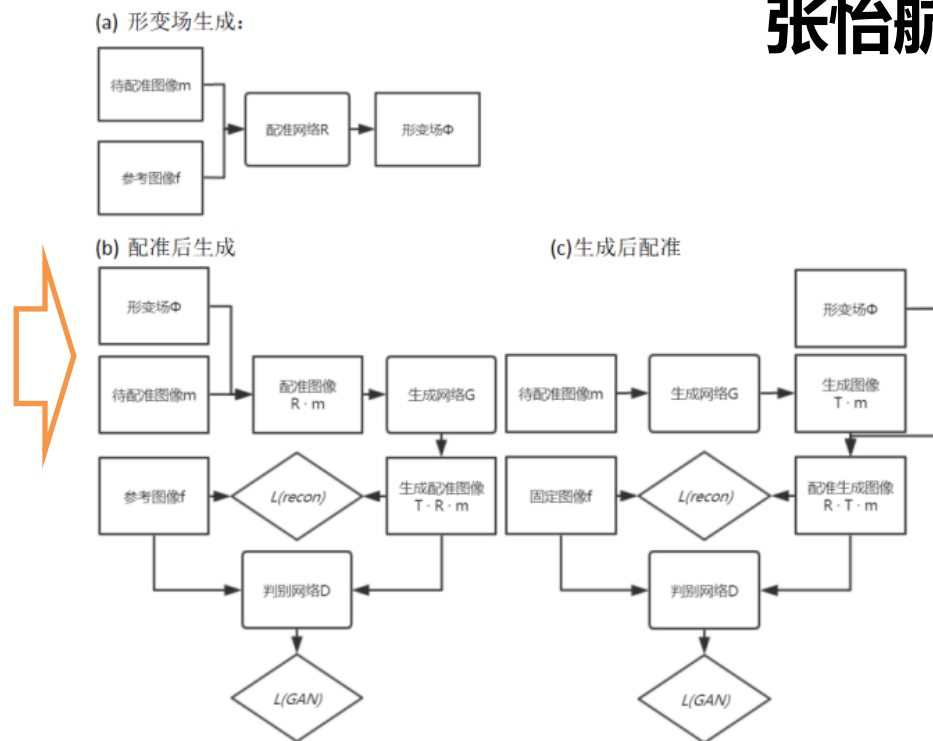 张怡航
(a) 形变场生成：
待配准图像m
配准网络R
形变场Φ
参考图像f
(b) 配准后生成
形变场Φ
待配准图像m
配准图像
R · m
生成网络G
参考图像f
L(recon)
生成配准图像
T · R · m
判别网络D
L(GAN)
(c)生成后配准
形变场Φ
待配准图像m
生成网络G
生成图像
T · m
固定图像f
L(recon)
配准生成图像
R · T · m
判别网络D
L(GAN)